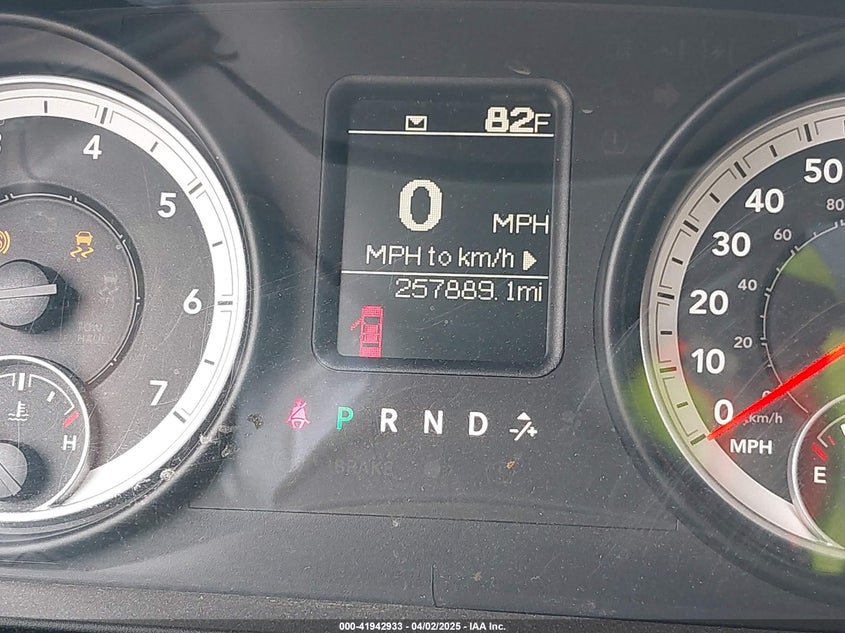 82F
0 MPH
MPH to km/h
257889.1mi
P R N D
BRAKE
4
5
6
7
H
50
40
30
20
10
0
MPH
80
60
40
20
km/h
E
000-41942933 - 04/02/2025 - IAA Inc.